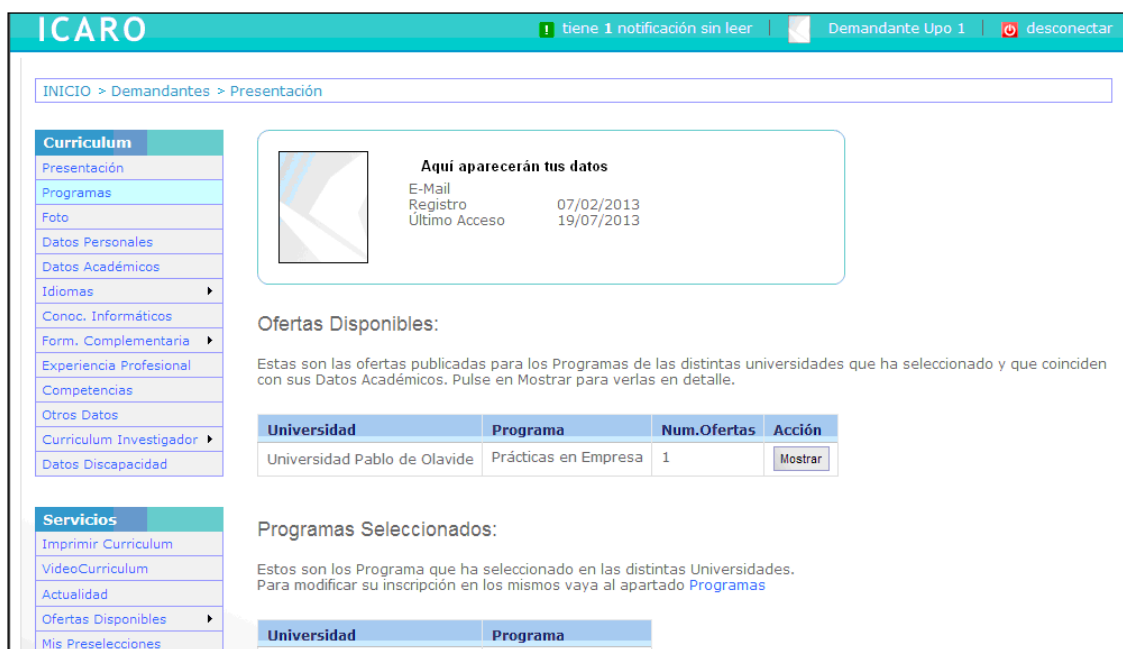 ICARO
! tiene 1 notificación sin leer | Demandante Upo 1 | desconectar
INICIO > Demandantes > Presentación
Curriculum
Presentación
Programas
Foto
Datos Personales
Datos Académicos
Idiomas
Conoc. Informáticos
Form. Complementaria
Experiencia Profesional
Competencias
Otros Datos
Curriculum Investigador
Datos Discapacidad
Servicios
Imprimir Curriculum
VideoCurriculum
Actualidad
Ofertas Disponibles
Mis Preselecciones
Aquí aparecerán tus datos
E-Mail
Registro 07/02/2013
Último Acceso 19/07/2013
Ofertas Disponibles:
Estas son las ofertas publicadas para los Programas de las distintas universidades que ha seleccionado y que coinciden
con sus Datos Académicos. Pulse en Mostrar para verlas en detalle.
Universidad Programa Num.Ofertas Acción
Universidad Pablo de Olavide Prácticas en Empresa 1 Mostrar
Programas Seleccionados:
Estos son los Programa que ha seleccionado en las distintas Universidades.
Para modificar su inscripción en los mismos vaya al apartado Programas
Universidad Programa